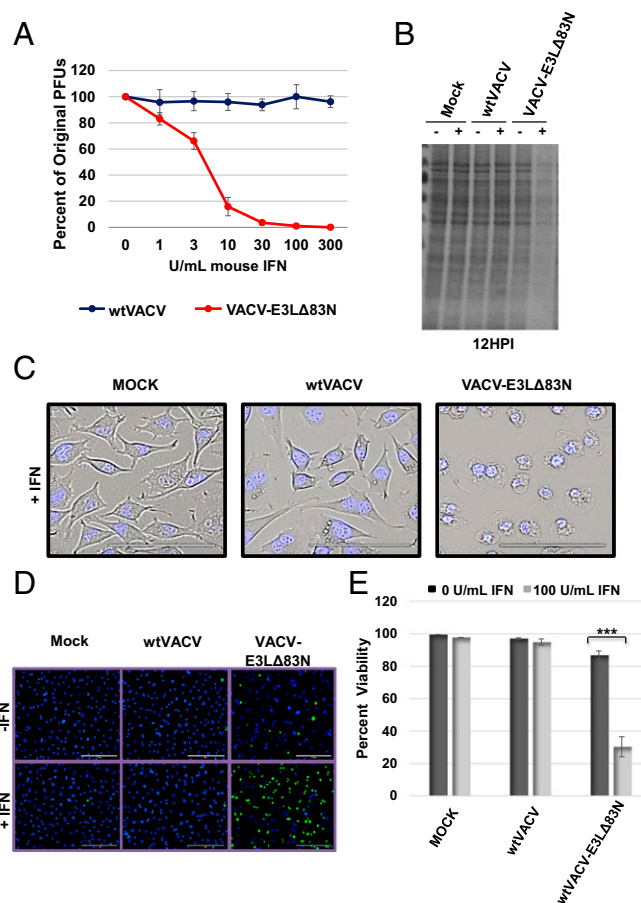 A
Percent of Original PFUs
120
100
80
60
40
20
0
0 1 3 10 30 100 300
U/mL mouse IFN
wtVACV VACV-E3LΔ83N
B
Mock wtVACV VACV-E3LΔ83N
- + - + - +
12HPI
C
MOCK wtVACV VACV-E3LΔ83N
+ IFN
D
Mock wtVACV VACV-
E3LΔ83N
-IFN
+ IFN
E
0 U/mL IFN 100 U/mL IFN
Percent Viability
120
100
80
60
40
20
0
***
MOCK wtVACV wtVACV-E3LΔ83N